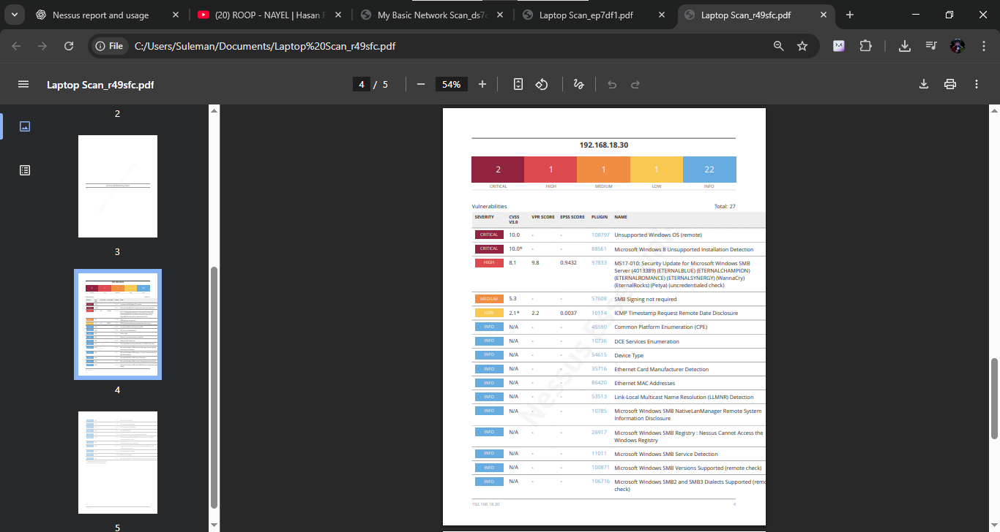 Nessus report and usage
(20) ROOP - NAYEL | Hasan
My Basic Network Scan_ds7
Laptop Scan_ep7df1.pdf
Laptop Scan_r49sfc.pdf
File
C:/Users/Suleman/Documents/Laptop%20Scan_r49sfc.pdf
Laptop Scan_r49sfc.pdf
4 / 5
54%
2
3
4
5
192.168.18.30
2 1 1 1 22
CRITICAL HIGH MEDIUM LOW INFO
Vulnerabilities Total: 27
SEVERITY CVSS V3.0 VPR SCORE EPSS SCORE PLUGIN NAME
CRITICAL 10.0 - - 108797 Unsupported Windows OS (remote)
CRITICAL 10.0* - - 88561 Microsoft Windows 8 Unsupported Installation Detection
HIGH 8.1 9.8 0.9432 97833 MS17-010: Security Update for Microsoft Windows SMB
Server (4013389) (ETERNALBLUE) (ETERNALCHAMPION)
(ETERNALROMANCE) (ETERNALSYNERGY) (WannaCry)
(EternalRocks) (Petya) (uncredentialed check)
MEDIUM 5.3 - - 57608 SMB Signing not required
LOW 2.1* 2.2 0.0037 10114 ICMP Timestamp Request Remote Date Disclosure
INFO N/A - - 45590 Common Platform Enumeration (CPE)
INFO N/A - - 10736 DCE Services Enumeration
INFO N/A - - 54615 Device Type
INFO N/A - - 35716 Ethernet Card Manufacturer Detection
INFO N/A - - 86420 Ethernet MAC Addresses
INFO N/A - - 53513 Link-Local Multicast Name Resolution (LLMNR) Detection
INFO N/A - - 10785 Microsoft Windows SMB NativeLanManager Remote System
Information Disclosure
INFO N/A - - 26917 Microsoft Windows SMB Registry : Nessus Cannot Access the
Windows Registry
INFO N/A - - 11011 Microsoft Windows SMB Service Detection
INFO N/A - - 100871 Microsoft Windows SMB Versions Supported (remote check)
INFO N/A - - 106716 Microsoft Windows SMB2 and SMB3 Dialects Supported (remo
check)
192.168.18.30 4
Nessus